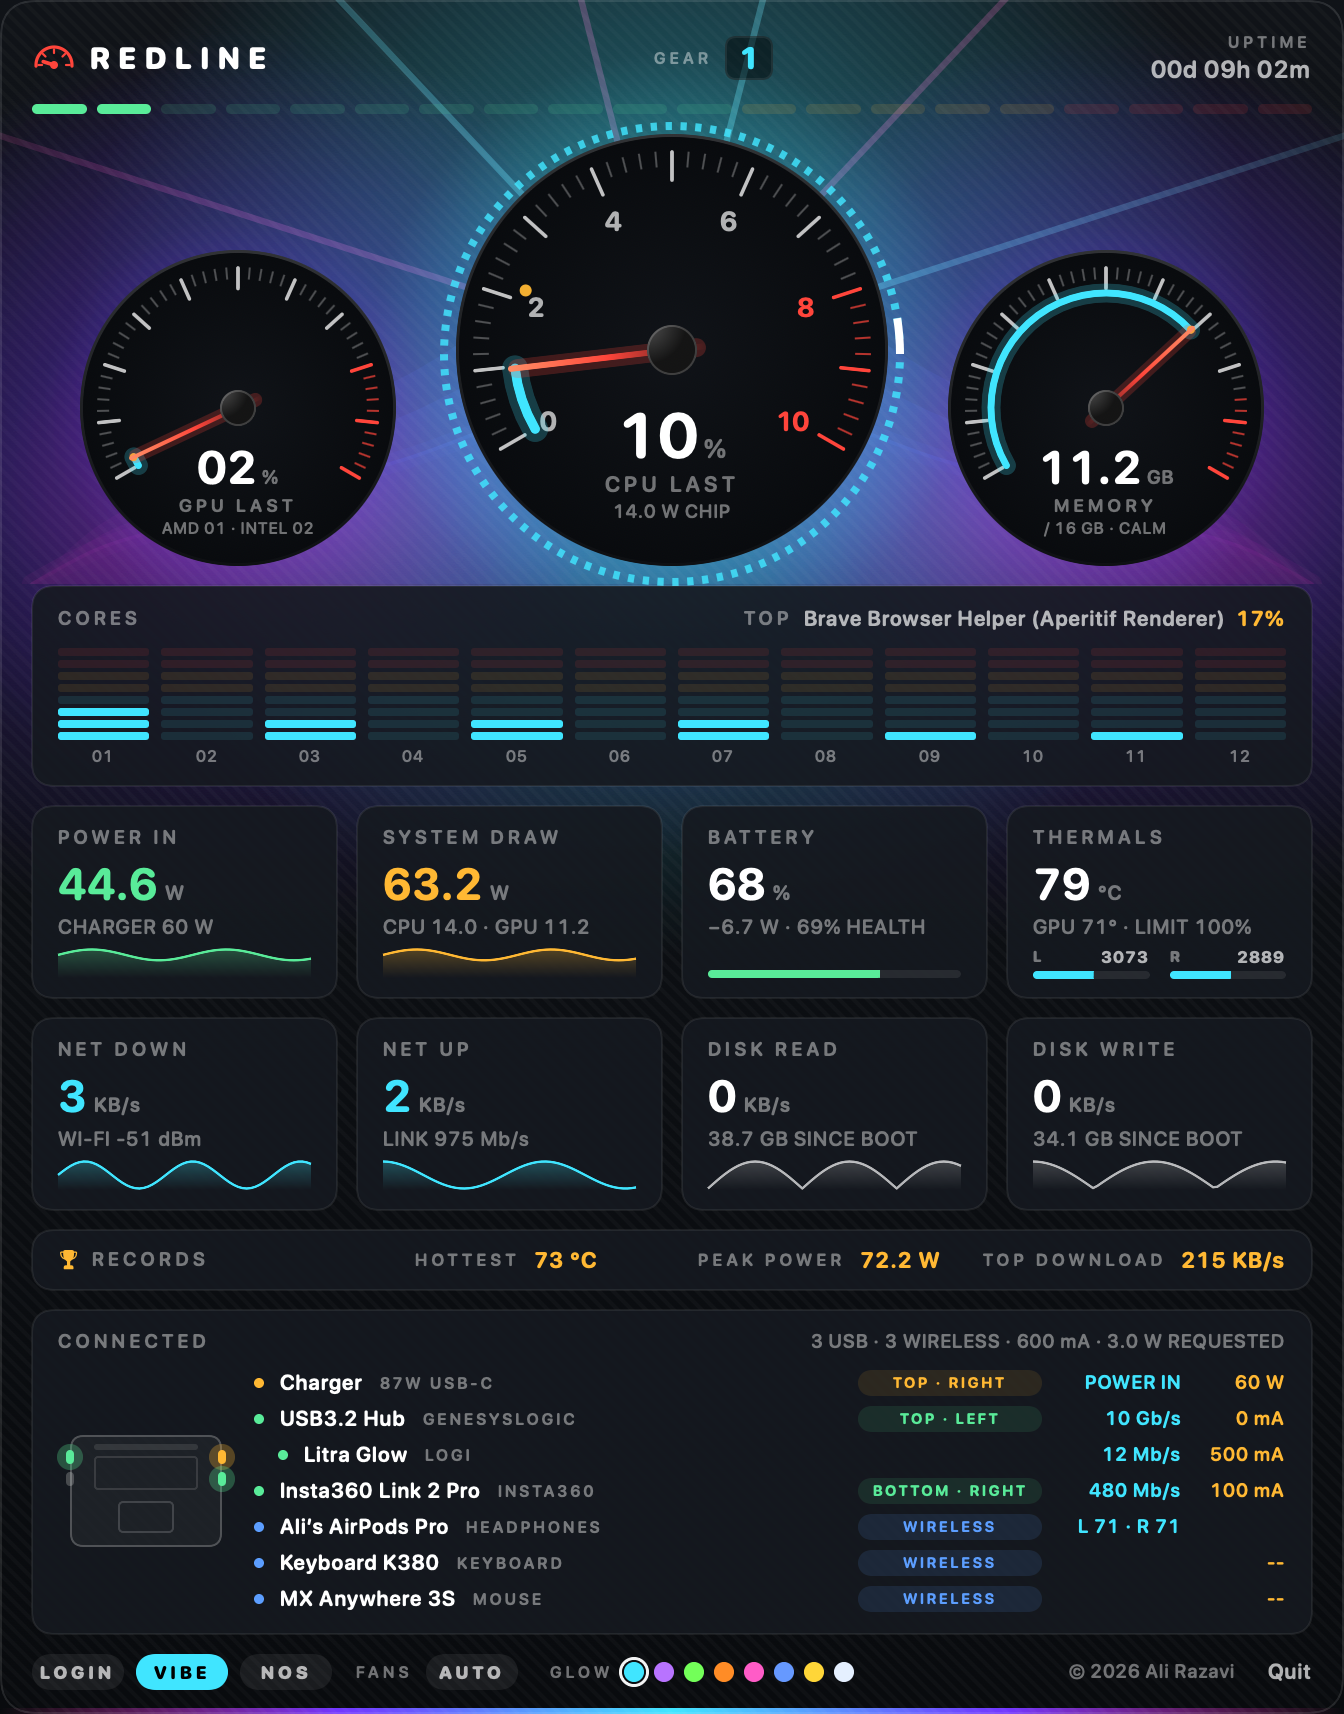 REDLINE
GEAR 1
UPTIME
00d 09h 02m
02 %
GPU LAST
AMD 01 · INTEL 02
0
2
4
6
8
10
10 %
CPU LAST
14.0 W CHIP
11.2 GB
MEMORY
/ 16 GB · CALM
CORES
TOP Brave Browser Helper (Aperitif Renderer) 17%
01 02 03 04 05 06 07 08 09 10 11 12
POWER IN
44.6 W
CHARGER 60 W
SYSTEM DRAW
63.2 W
CPU 14.0 · GPU 11.2
BATTERY
68 %
−6.7 W · 69% HEALTH
THERMALS
79 °C
GPU 71° · LIMIT 100%
L 3073 R 2889
NET DOWN
3 KB/s
WI-FI -51 dBm
NET UP
2 KB/s
LINK 975 Mb/s
DISK READ
0 KB/s
38.7 GB SINCE BOOT
DISK WRITE
0 KB/s
34.1 GB SINCE BOOT
RECORDS HOTTEST 73 °C PEAK POWER 72.2 W TOP DOWNLOAD 215 KB/s
CONNECTED 3 USB · 3 WIRELESS · 600 mA · 3.0 W REQUESTED
Charger 87W USB-C TOP · RIGHT POWER IN 60 W
USB3.2 Hub GENESYSLOGIC TOP · LEFT 10 Gb/s 0 mA
Litra Glow LOGI 12 Mb/s 500 mA
Insta360 Link 2 Pro INSTA360 BOTTOM · RIGHT 480 Mb/s 100 mA
Ali's AirPods Pro HEADPHONES WIRELESS L 71 · R 71
Keyboard K380 KEYBOARD WIRELESS --
MX Anywhere 3S MOUSE WIRELESS --
LOGIN VIBE NOS FANS AUTO GLOW © 2026 Ali Razavi Quit